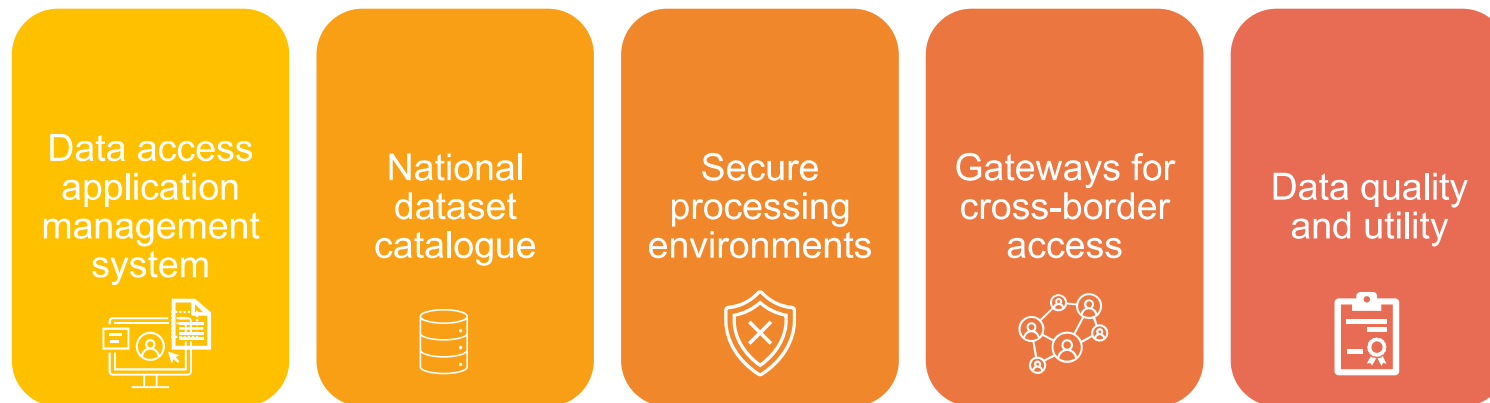 Data access
application
management
system
National
dataset
catalogue
Secure
processing
environments
Gateways for
cross-border
access
Data quality
and utility